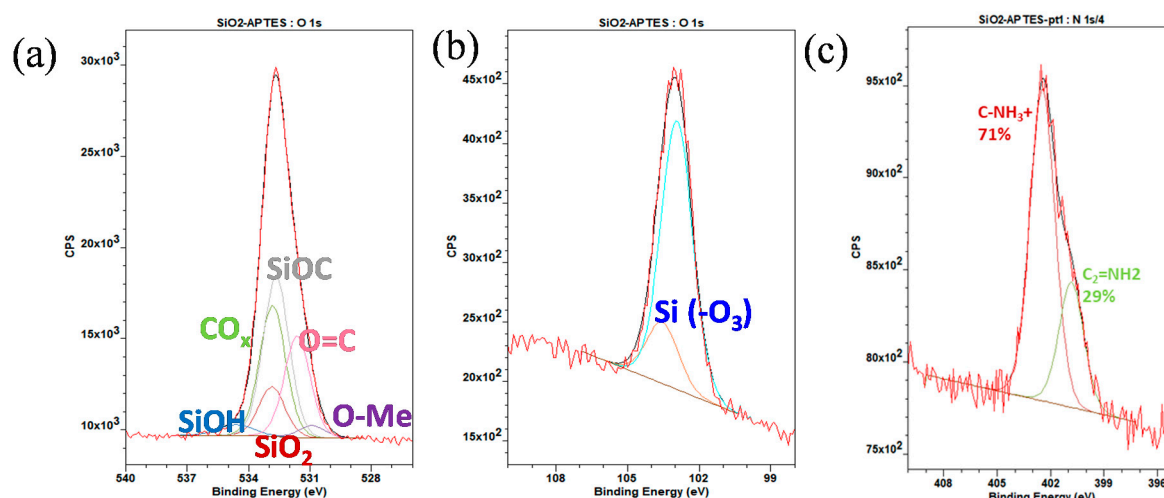 (a)
SiO2-APTES : O 1s
CPS
30x10³
25x10³
20x10³
15x10³
10x10³
SiOC
COₓ
O=C
SiOH
O-Me
SiO₂
540
537
534
531
528
Binding Energy (eV)
(b)
SiO2-APTES : O 1s
CPS
45x10²
40x10²
35x10²
30x10²
25x10²
20x10²
15x10²
Si (-O₃)
108
105
102
99
Binding Energy (eV)
(c)
SiO2-APTES-pt1 : N 1s/4
CPS
95x10²
90x10²
85x10²
80x10²
75x10²
C-NH₃+
71%
C₂=NH2
29%
408
405
402
399
396
Binding Energy (eV)